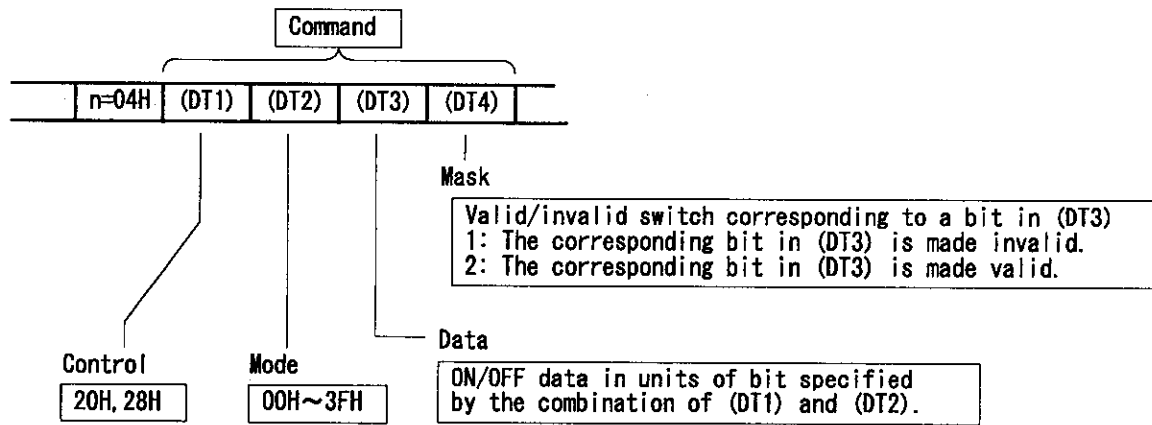 Command
n=04H (DT1) (DT2) (DT3) (DT4)
Mask
Valid/invalid switch corresponding to a bit in (DT3)
1: The corresponding bit in (DT3) is made invalid.
2: The corresponding bit in (DT3) is made valid.
Control
20H, 28H
Mode
00H～3FH
Data
ON/OFF data in units of bit specified
by the combination of (DT1) and (DT2).